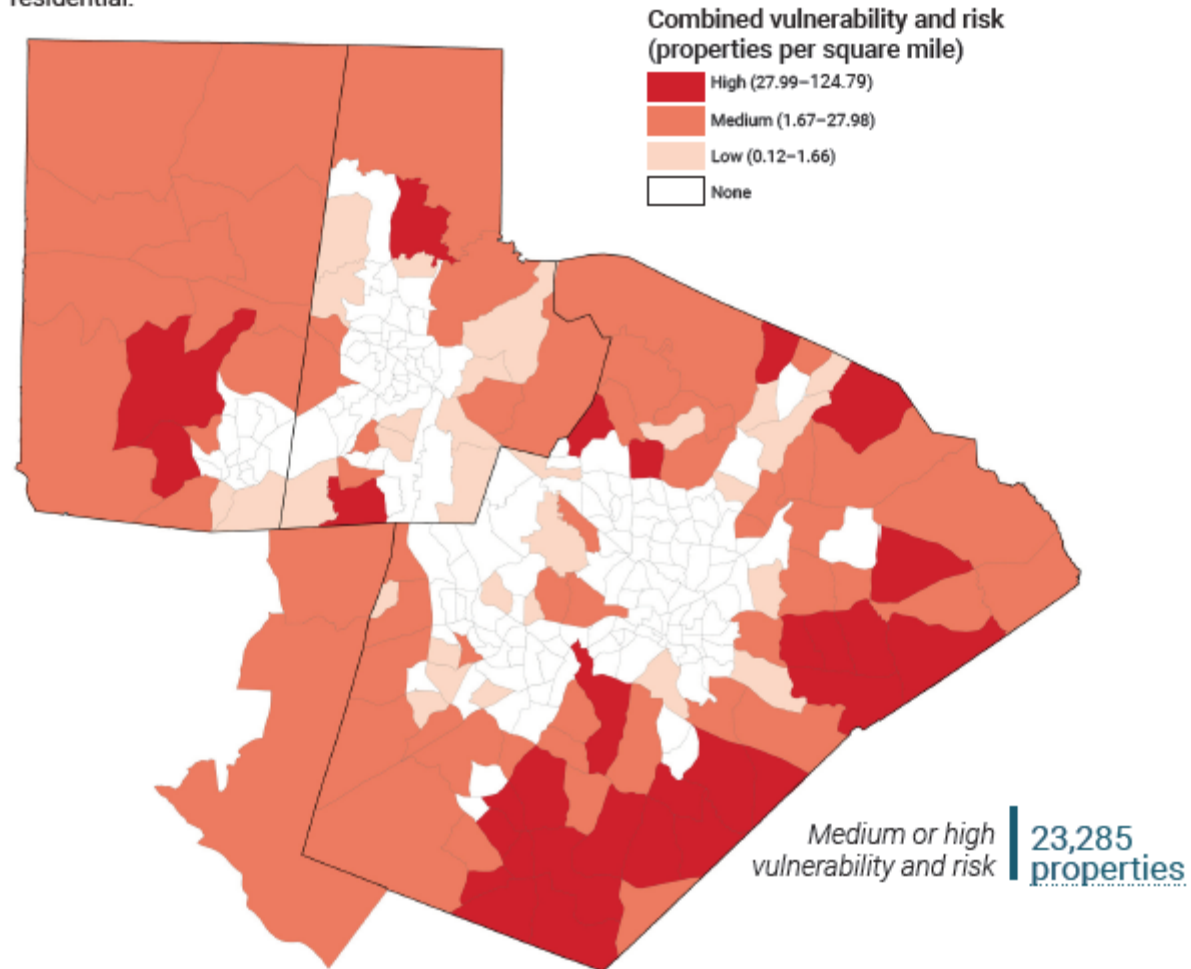 residential.
Combined vulnerability and risk
(properties per square mile)
High (27.99–124.79)
Medium (1.67–27.98)
Low (0.12–1.66)
None
Medium or high
vulnerability and risk
23,285
properties